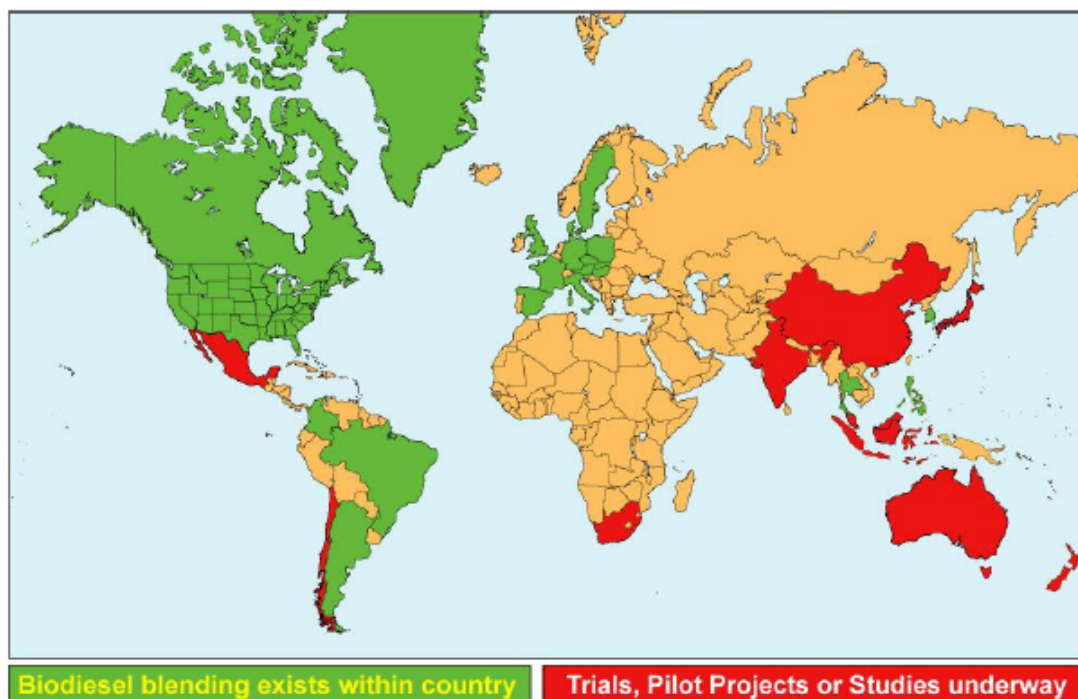 Biodiesel blending exists within country
Trials, Pilot Projects or Studies underway